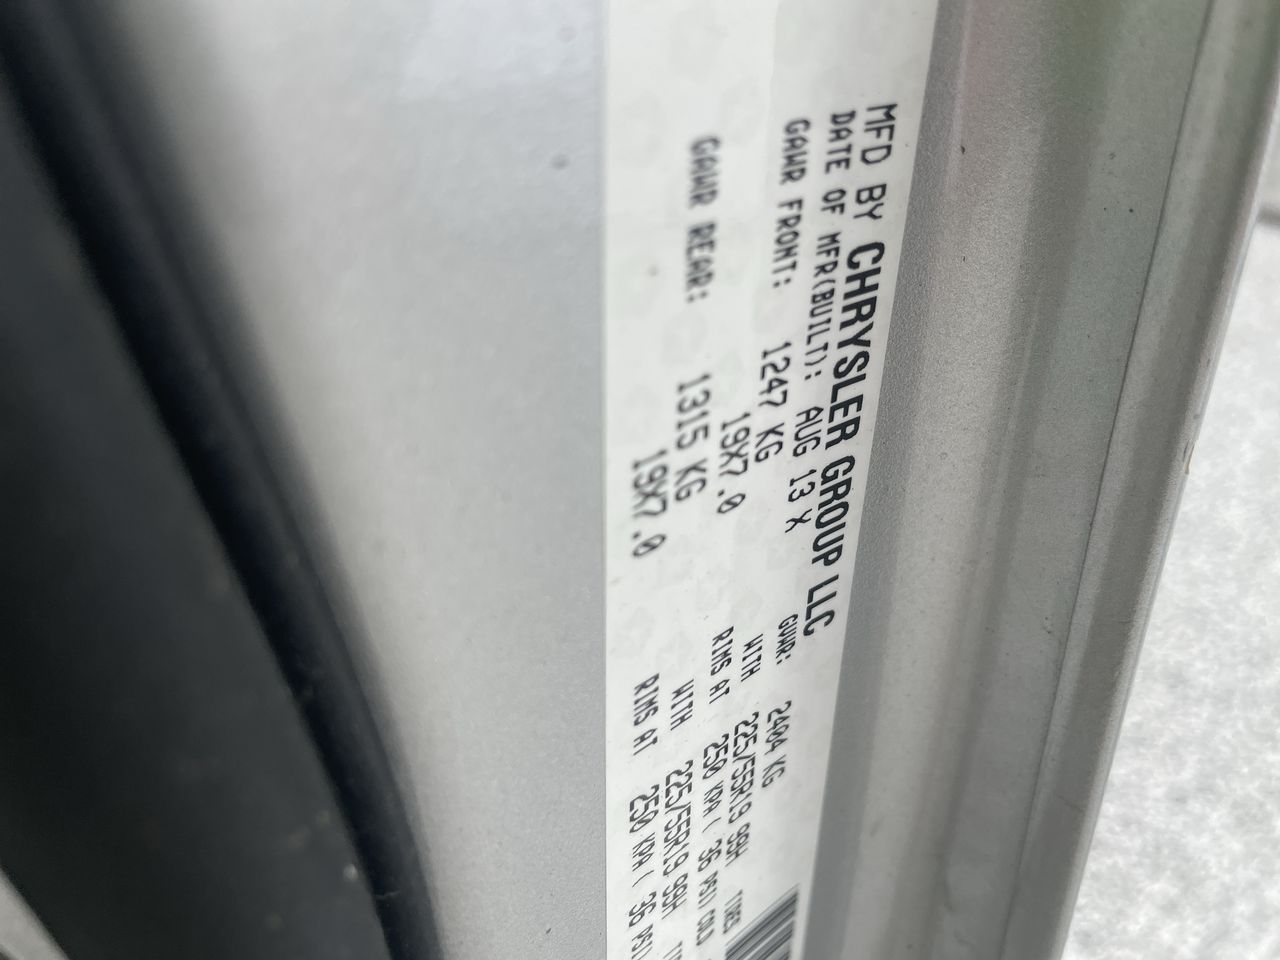 MFD BY CHRYSLER GROUP LLC
DATE OF MFR(BUILT): AUG 13 X GVWR: 2404 KG
GAWR FRONT: 1247 KG WITH 225/55R19 99H TIRES
19X7.0 RIMS AT 250 KPA( 36 PSI) COLD
GAWR REAR: 1315 KG WITH 225/55R19 99H
19X7.0 RIMS AT 250 KPA( 36 PSI)